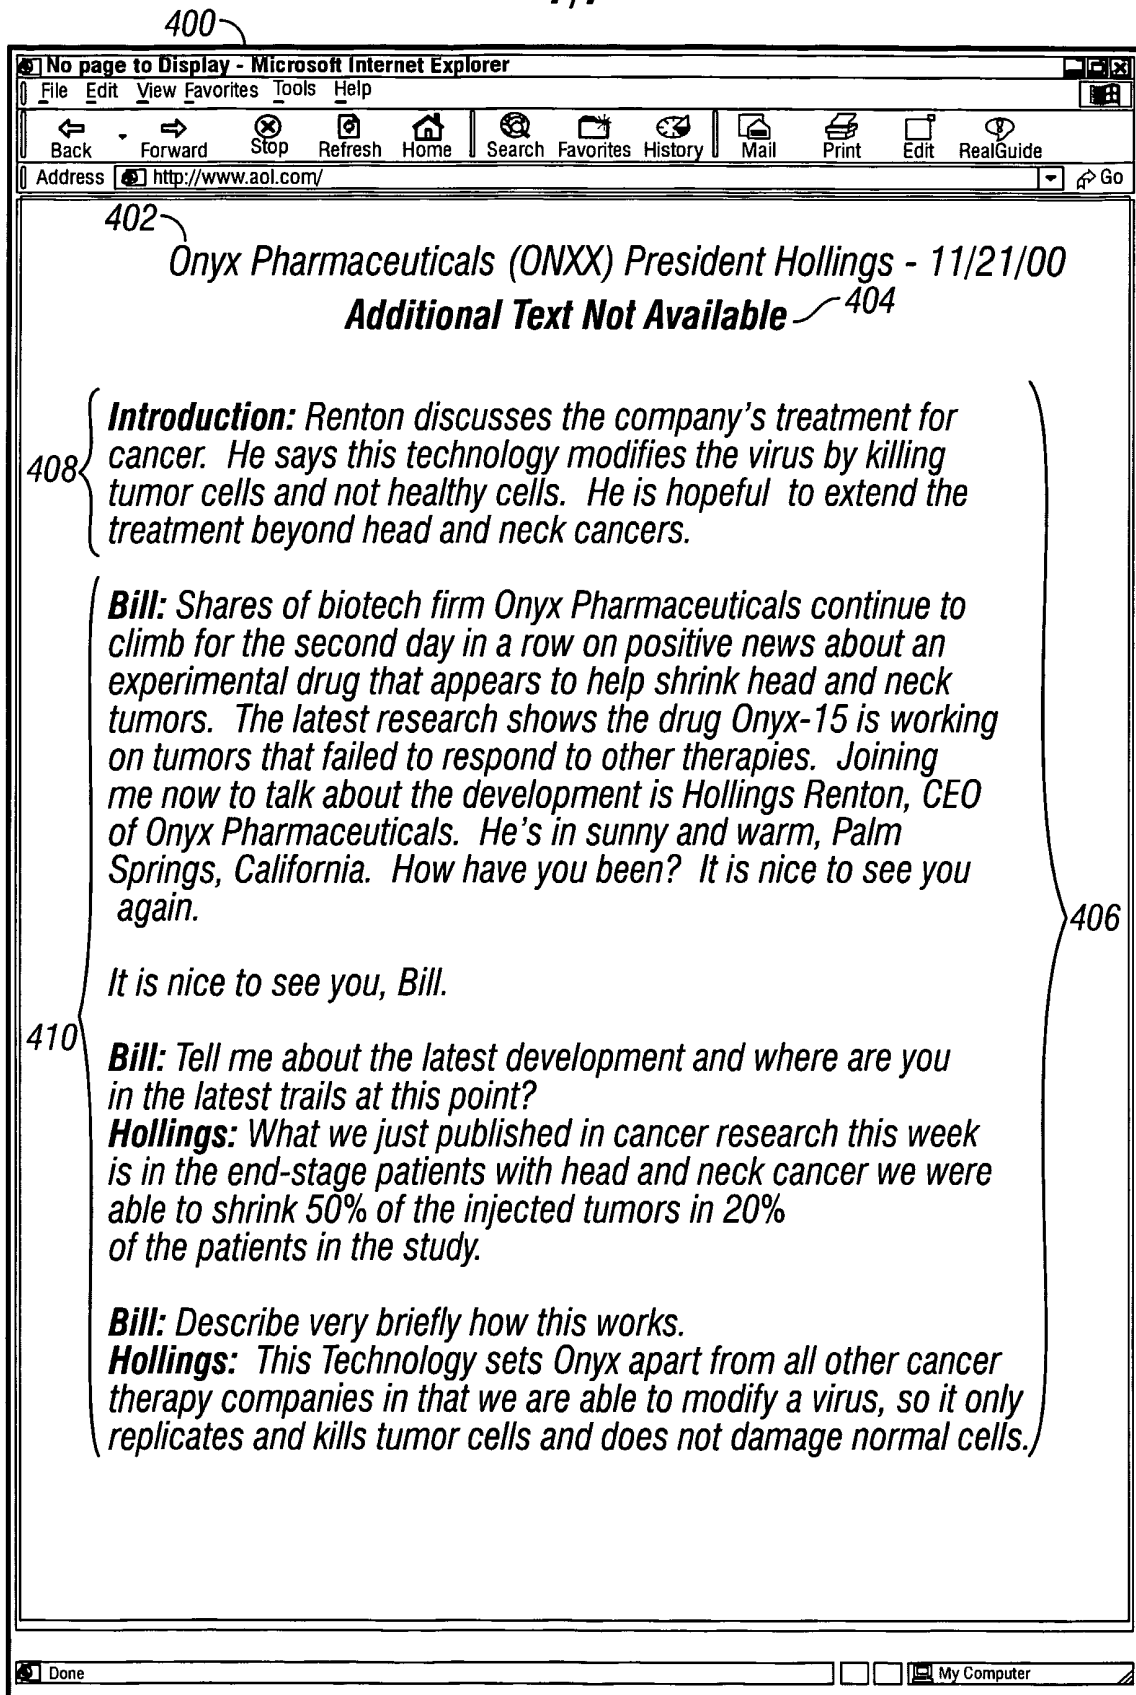 400
No page to Display - Microsoft Internet Explorer
File Edit View Favorites Tools Help
Back Forward Stop Refresh Home Search Favorites History Mail Print Edit RealGuide
Address http://www.aol.com/ Go
402
Onyx Pharmaceuticals (ONXX) President Hollings - 11/21/00
Additional Text Not Available 404
Introduction: Renton discusses the company's treatment for
408 cancer. He says this technology modifies the virus by killing
tumor cells and not healthy cells. He is hopeful to extend the
treatment beyond head and neck cancers.
Bill: Shares of biotech firm Onyx Pharmaceuticals continue to
climb for the second day in a row on positive news about an
experimental drug that appears to help shrink head and neck
tumors. The latest research shows the drug Onyx-15 is working
on tumors that failed to respond to other therapies. Joining
me now to talk about the development is Hollings Renton, CEO
of Onyx Pharmaceuticals. He's in sunny and warm, Palm
Springs, California. How have you been? It is nice to see you
again.
406
It is nice to see you, Bill.
410
Bill: Tell me about the latest development and where are you
in the latest trails at this point?
Hollings: What we just published in cancer research this week
is in the end-stage patients with head and neck cancer we were
able to shrink 50% of the injected tumors in 20%
of the patients in the study.
Bill: Describe very briefly how this works.
Hollings: This Technology sets Onyx apart from all other cancer
therapy companies in that we are able to modify a virus, so it only
replicates and kills tumor cells and does not damage normal cells.
Done My Computer